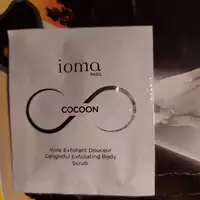 ioma
PARIS
COCOON
Voile Exfoliant Douceur
Delightful Exfoliating Body
Scrub